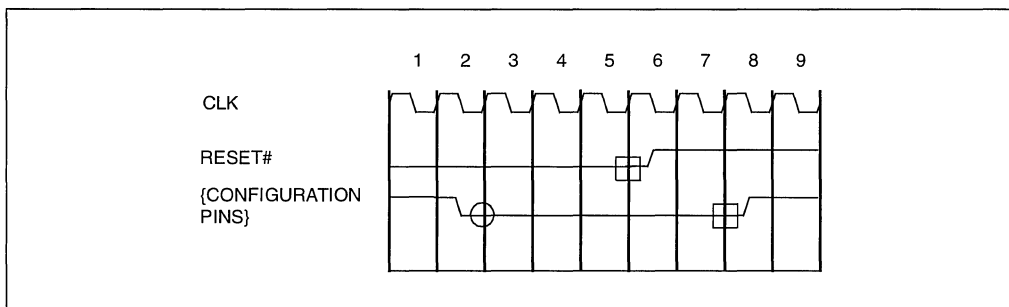 1 2 3 4 5 6 7 8 9
CLK
RESET#
{CONFIGURATION
PINS}